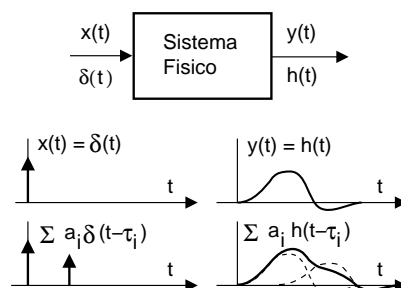 x(t)
y(t)
Sistema
Fisico
δ(t)
h(t)
x(t) = δ(t)
y(t) = h(t)
t
t
Σ a_i δ(t−τ_i)
Σ a_i h(t−τ_i)
t
t